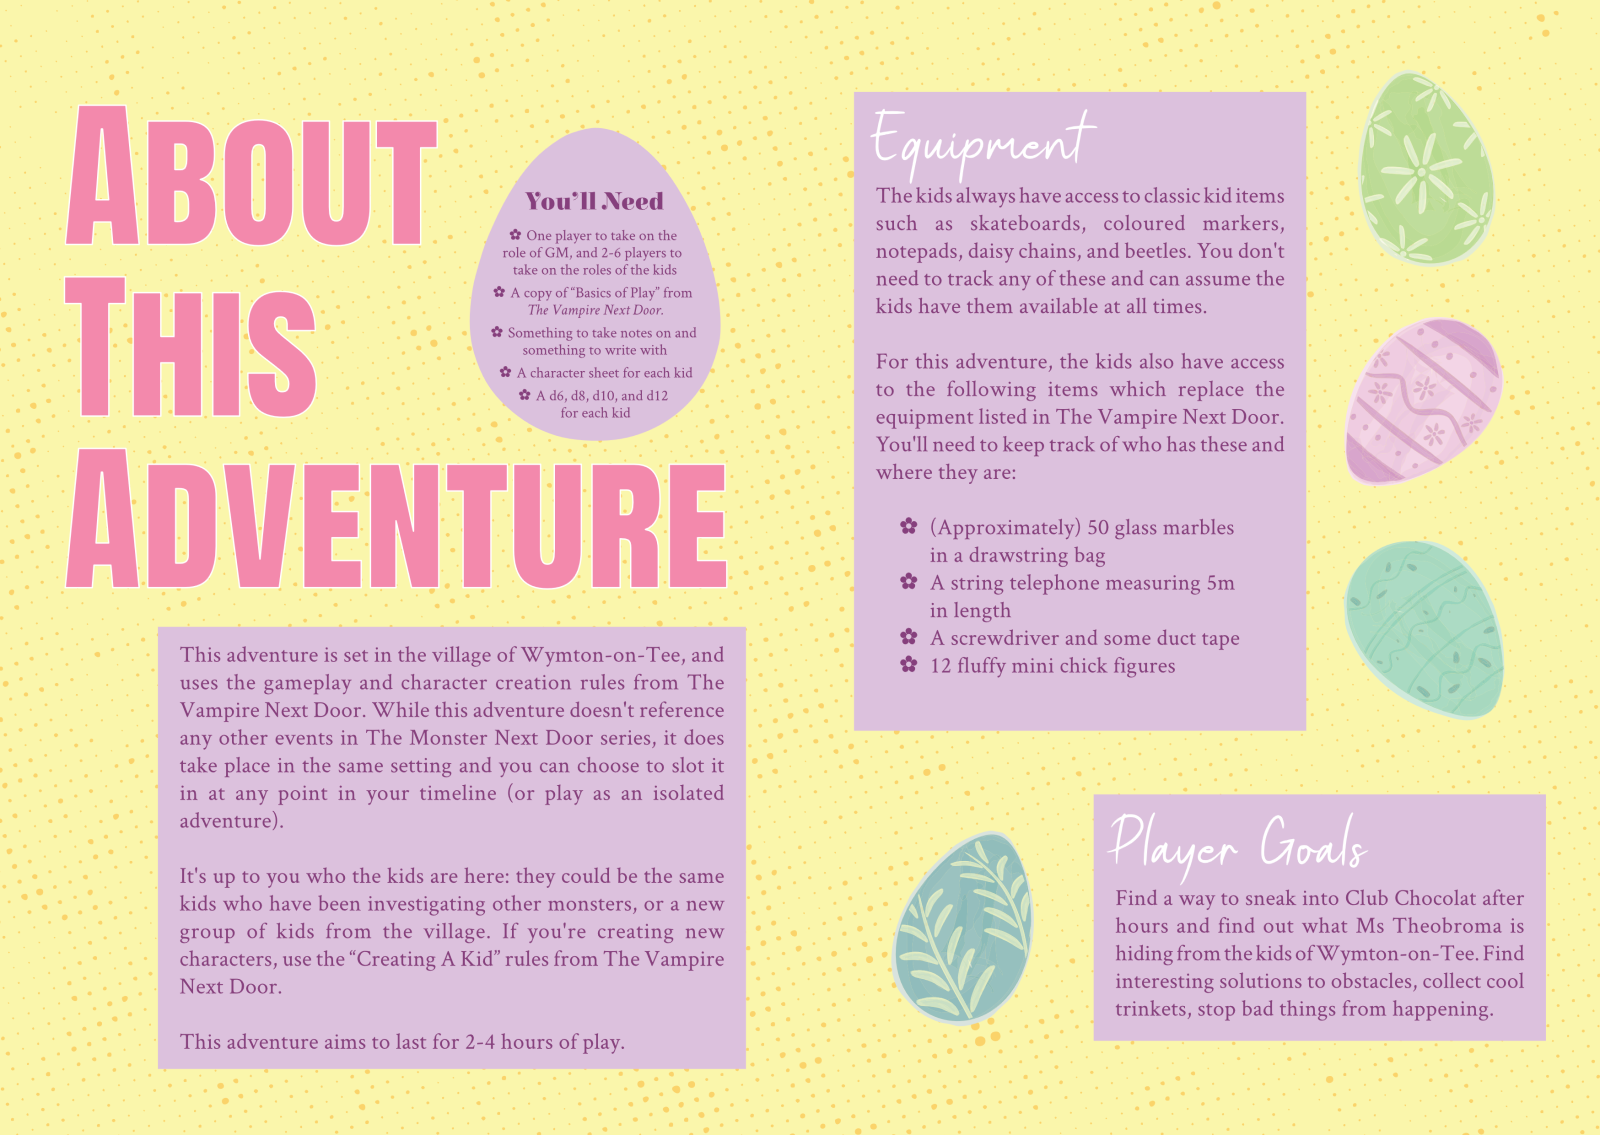 About
This
Adventure
You'll Need
✿ One player to take on the
role of GM, and 2-6 players to
take on the roles of the kids
✿ A copy of “Basics of Play” from
The Vampire Next Door.
✿ Something to take notes on and
something to write with
✿ A character sheet for each kid
✿ A d6, d8, d10, and d12
for each kid
This adventure is set in the village of Wymton-on-Tee, and
uses the gameplay and character creation rules from The
Vampire Next Door. While this adventure doesn't reference
any other events in The Monster Next Door series, it does
take place in the same setting and you can choose to slot it
in at any point in your timeline (or play as an isolated
adventure).
It's up to you who the kids are here: they could be the same
kids who have been investigating other monsters, or a new
group of kids from the village. If you're creating new
characters, use the “Creating A Kid” rules from The Vampire
Next Door.
This adventure aims to last for 2-4 hours of play.
Equipment
The kids always have access to classic kid items
such as skateboards, coloured markers,
notepads, daisy chains, and beetles. You don't
need to track any of these and can assume the
kids have them available at all times.
For this adventure, the kids also have access
to the following items which replace the
equipment listed in The Vampire Next Door.
You'll need to keep track of who has these and
where they are:
✿ (Approximately) 50 glass marbles
in a drawstring bag
✿ A string telephone measuring 5m
in length
✿ A screwdriver and some duct tape
✿ 12 fluffy mini chick figures
Player Goals
Find a way to sneak into Club Chocolat after
hours and find out what Ms Theobroma is
hiding from the kids of Wymton-on-Tee. Find
interesting solutions to obstacles, collect cool
trinkets, stop bad things from happening.